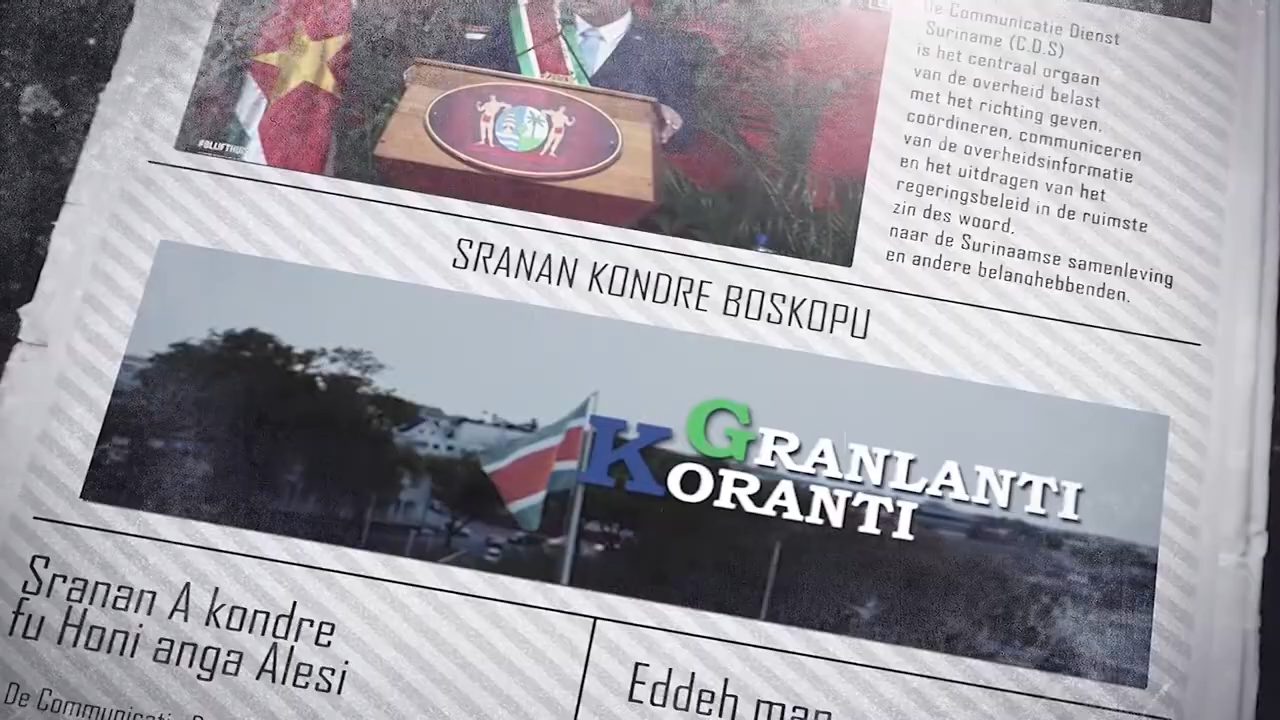 De Communicatie Dienst
Suriname (C.D.S)
is het centraal orgaan
van de overheid belast
met het richting geven,
coördineren, communiceren
van de overheidsinformatie
en het uitdragen van het
regeringsbeleid in de ruimste
zin des woord,
naar de Surinaamse samenleving
en andere belanghebbenden.
SRANAN KONDRE BOSKOPU
GRANLANTI
KORANTI
Sranan A kondre
fu Honi anga Alesi
De
Eddeh man